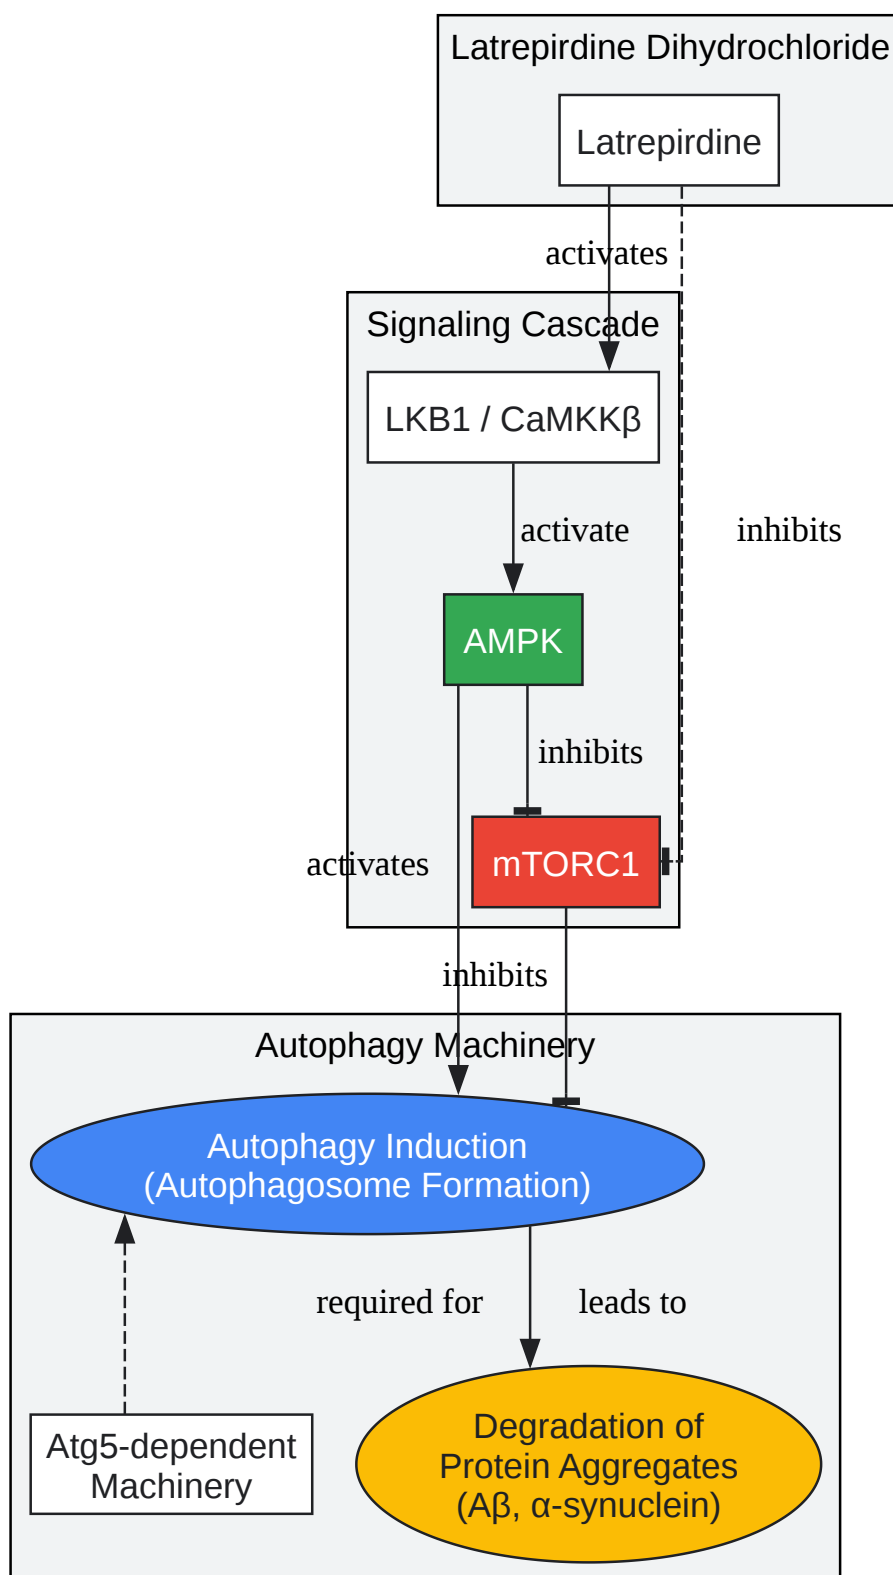 Latrepirdine Dihydrochloride
Latrepirdine
activates
Signaling Cascade
LKB1 / CaMKKβ
activate
inhibits
AMPK
inhibits
activates
mTORC1
inhibits
Autophagy Machinery
Autophagy Induction
(Autophagosome Formation)
required for
leads to
Atg5-dependent
Machinery
Degradation of
Protein Aggregates
(Aβ, α-synuclein)